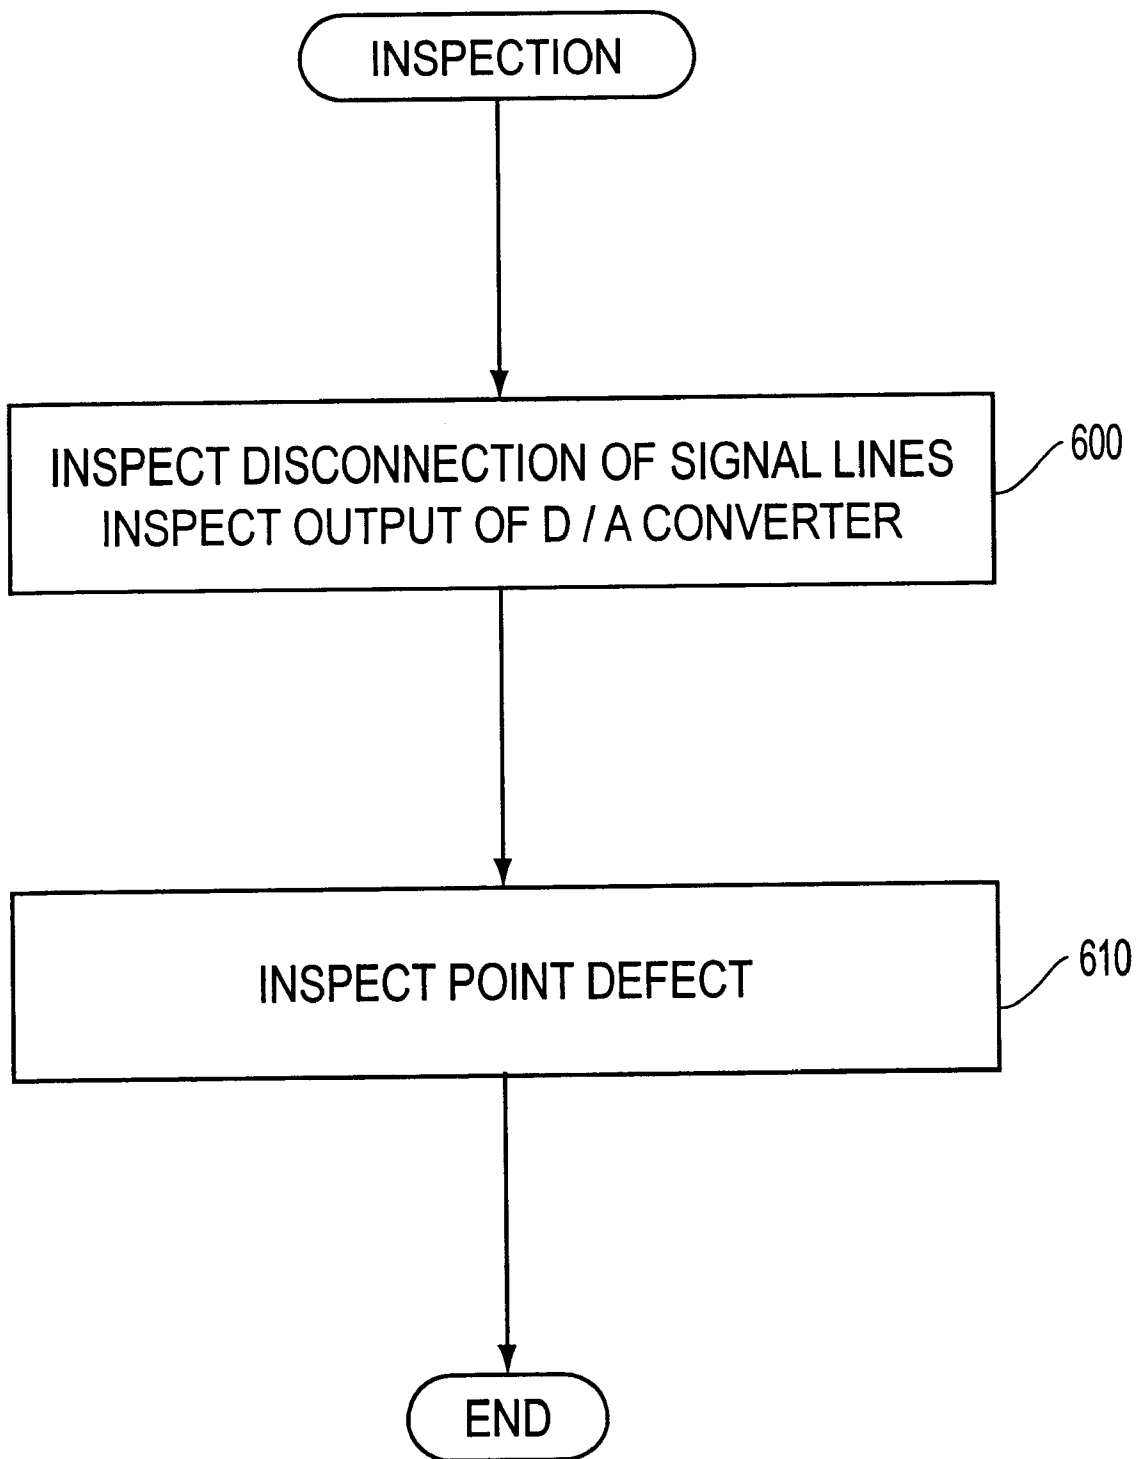 INSPECTION
INSPECT DISCONNECTION OF SIGNAL LINES
INSPECT OUTPUT OF D / A CONVERTER
600
INSPECT POINT DEFECT
610
END